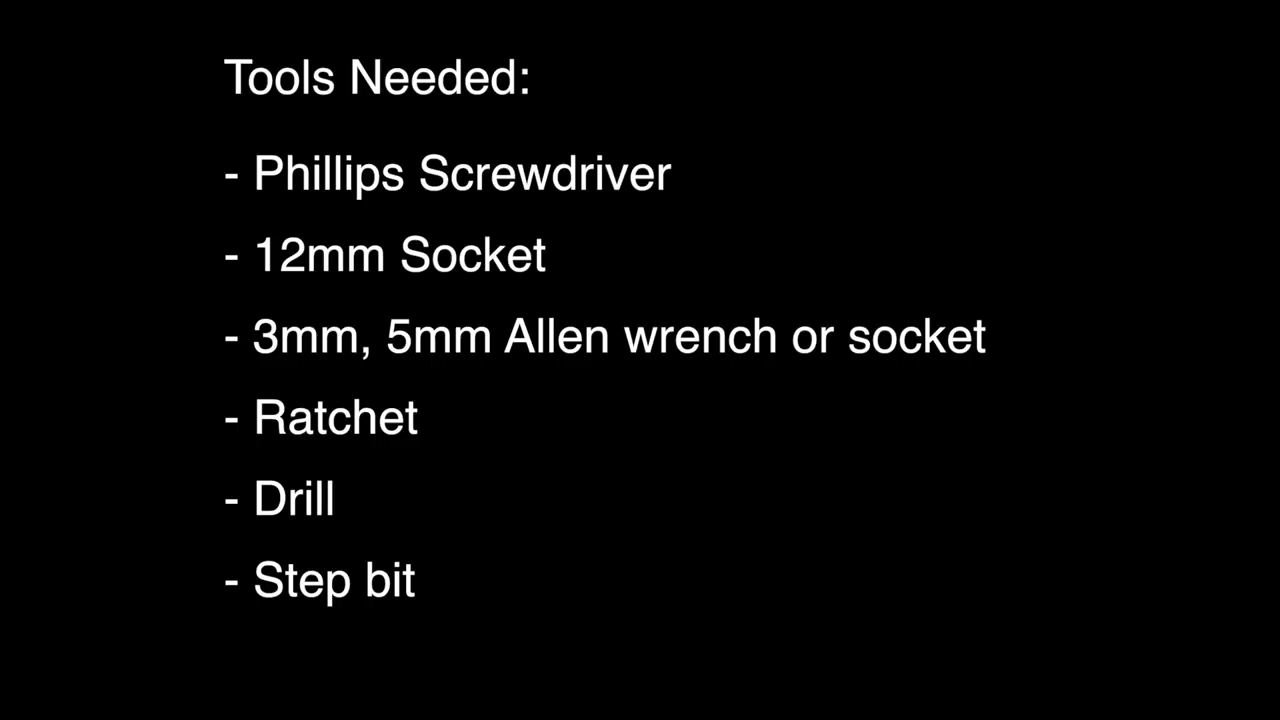 Tools Needed:
- Phillips Screwdriver
- 12mm Socket
- 3mm, 5mm Allen wrench or socket
- Ratchet
- Drill
- Step bit